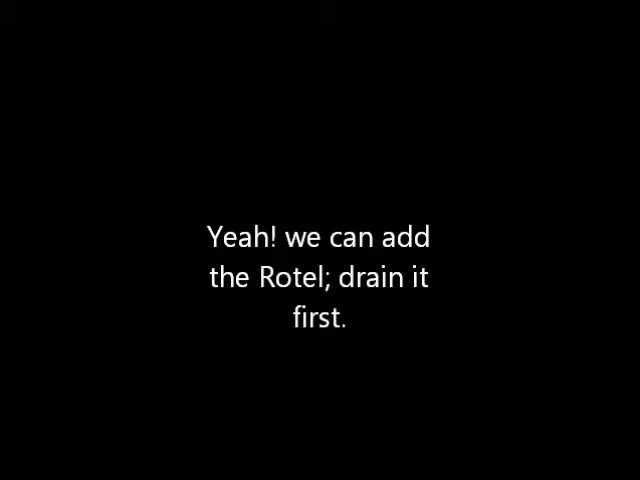 Yeah! we can add
the Rotel; drain it
first.